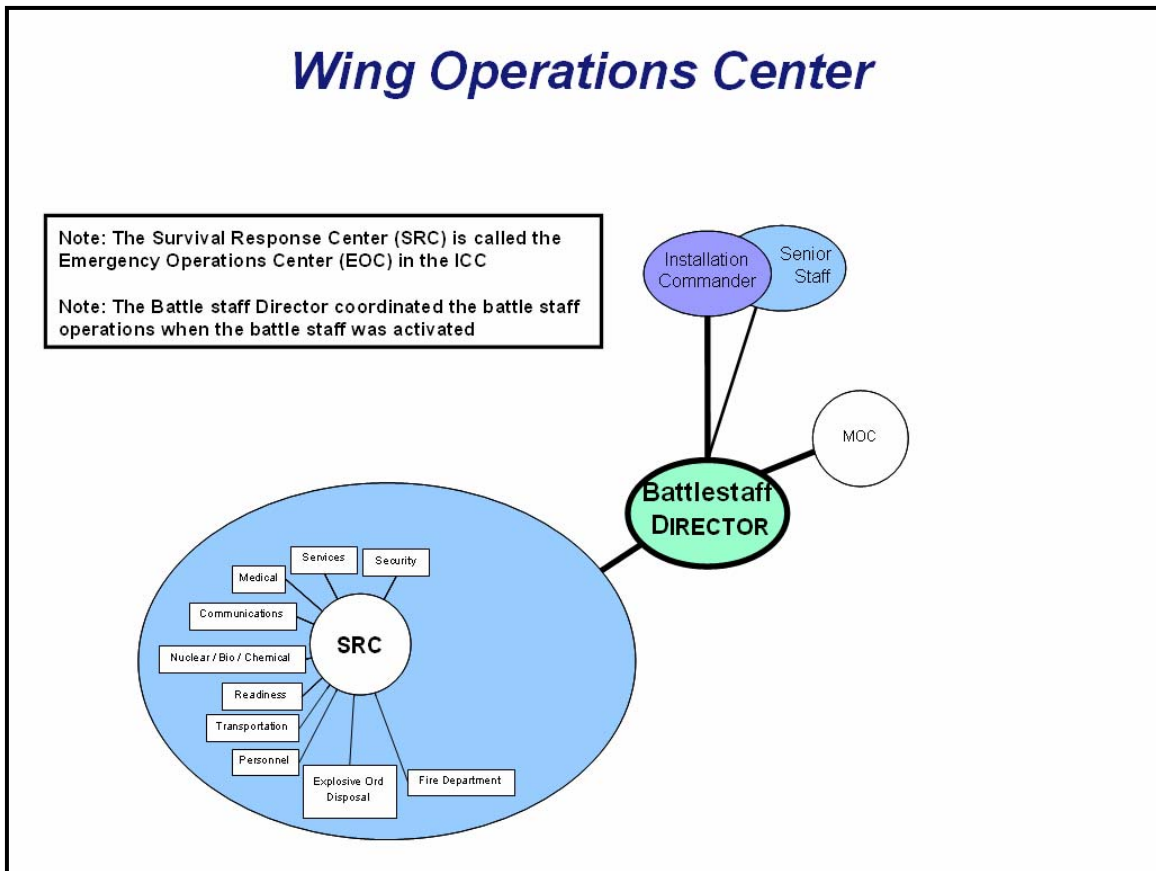 Wing Operations Center
Note: The Survival Response Center (SRC) is called the
Emergency Operations Center (EOC) in the ICC
Note: The Battle staff Director coordinated the battle staff
operations when the battle staff was activated
Installation
Commander
Senior
Staff
MOC
Battlestaff
DIRECTOR
Services
Security
Medical
Communications
SRC
Nuclear / Bio / Chemical
Readiness
Transportation
Personnel
Explosive Ord
Disposal
Fire Department